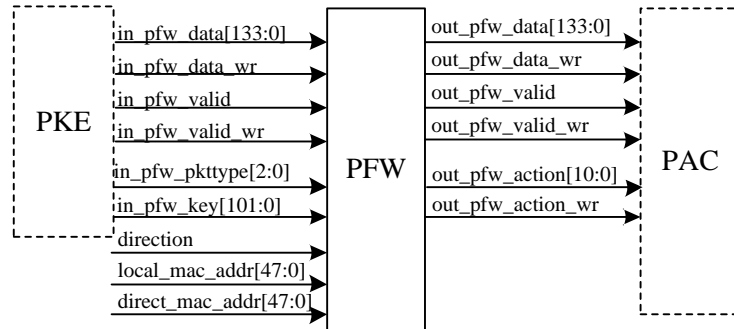 PKE
in_pfw_data[133:0]
in_pfw_data_wr
in_pfw_valid
in_pfw_valid_wr
in_pfw_pkttype[2:0]
in_pfw_key[101:0]
direction
local_mac_addr[47:0]
direct_mac_addr[47:0]
PFW
out_pfw_data[133:0]
out_pfw_data_wr
out_pfw_valid
out_pfw_valid_wr
out_pfw_action[10:0]
out_pfw_action_wr
PAC